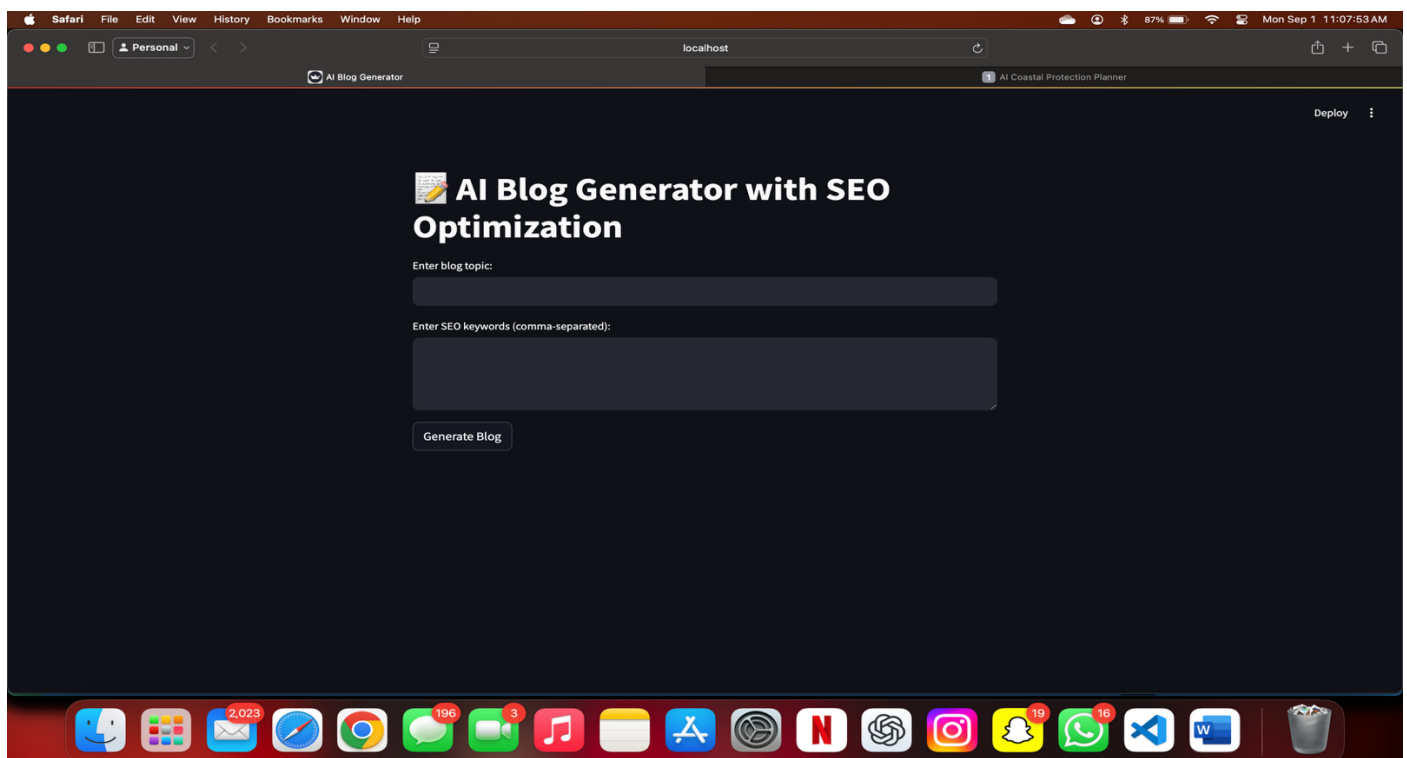 Safari File Edit View History Bookmarks Window Help 87% Mon Sep 1 11:07:53 AM
Personal localhost
AI Blog Generator 1 AI Coastal Protection Planner
Deploy
AI Blog Generator with SEO
Optimization
Enter blog topic:
Enter SEO keywords (comma-separated):
Generate Blog
2,023 196 3 19 16
N W